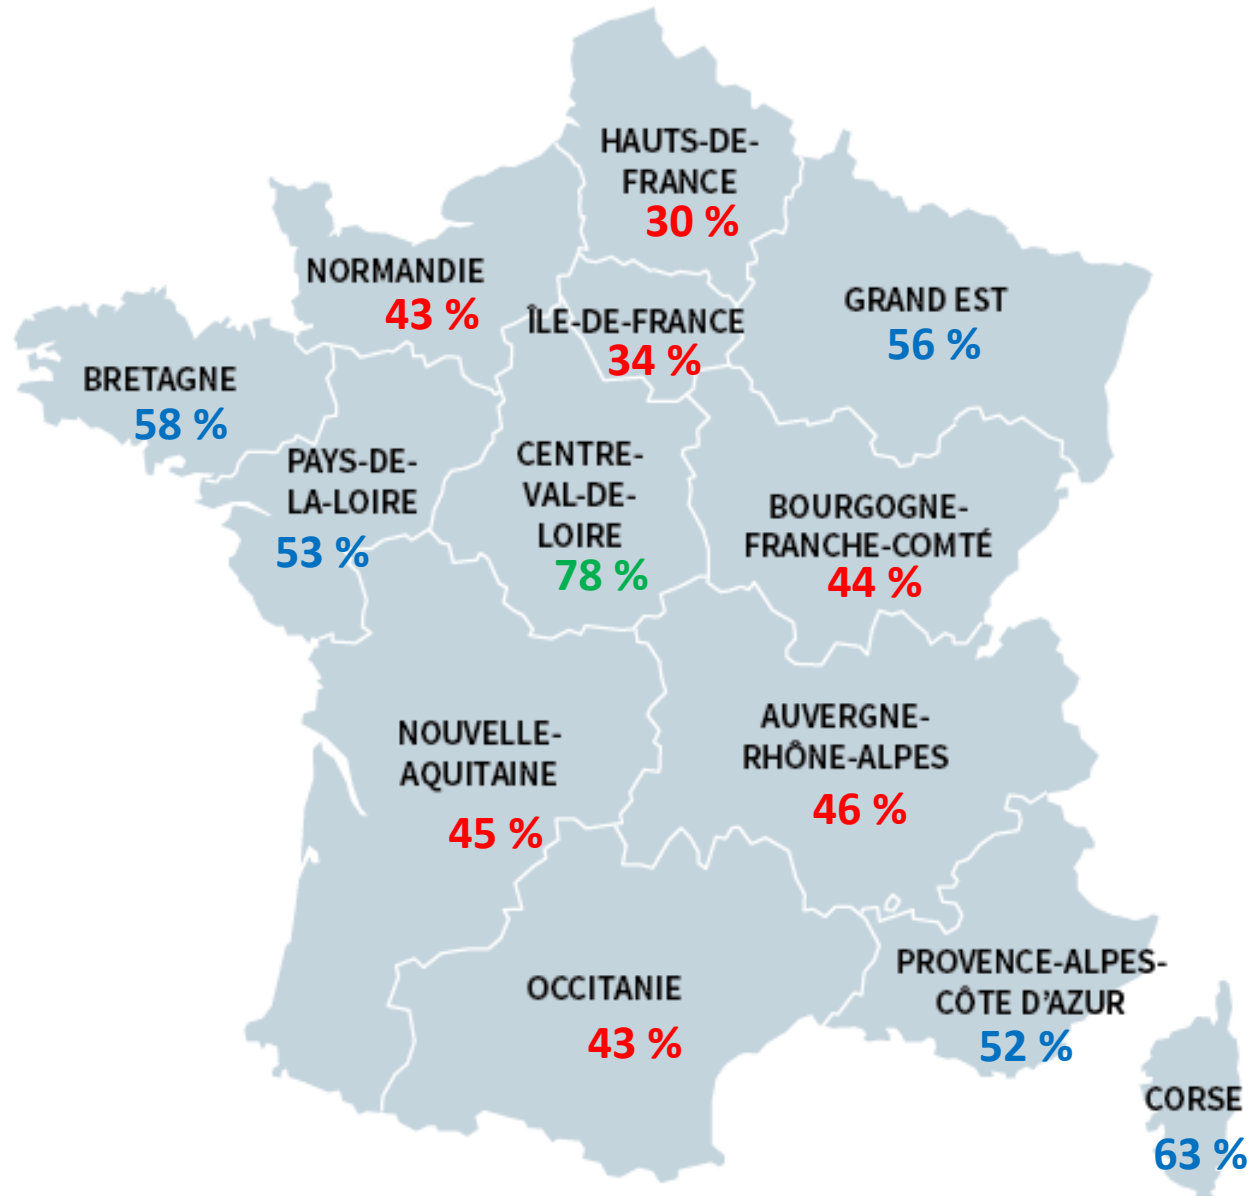 HAUTS-DE-
FRANCE
30 %
NORMANDIE
43 %
ÎLE-DE-FRANCE
34 %
GRAND EST
56 %
BRETAGNE
58 %
PAYS-DE-
LA-LOIRE
53 %
CENTRE-
VAL-DE-
LOIRE
78 %
BOURGOGNE-
FRANCHE-COMTÉ
44 %
NOUVELLE-
AQUITAINE
45 %
AUVERGNE-
RHÔNE-ALPES
46 %
OCCITANIE
43 %
PROVENCE-ALPES-
CÔTE D’AZUR
52 %
CORSE
63 %